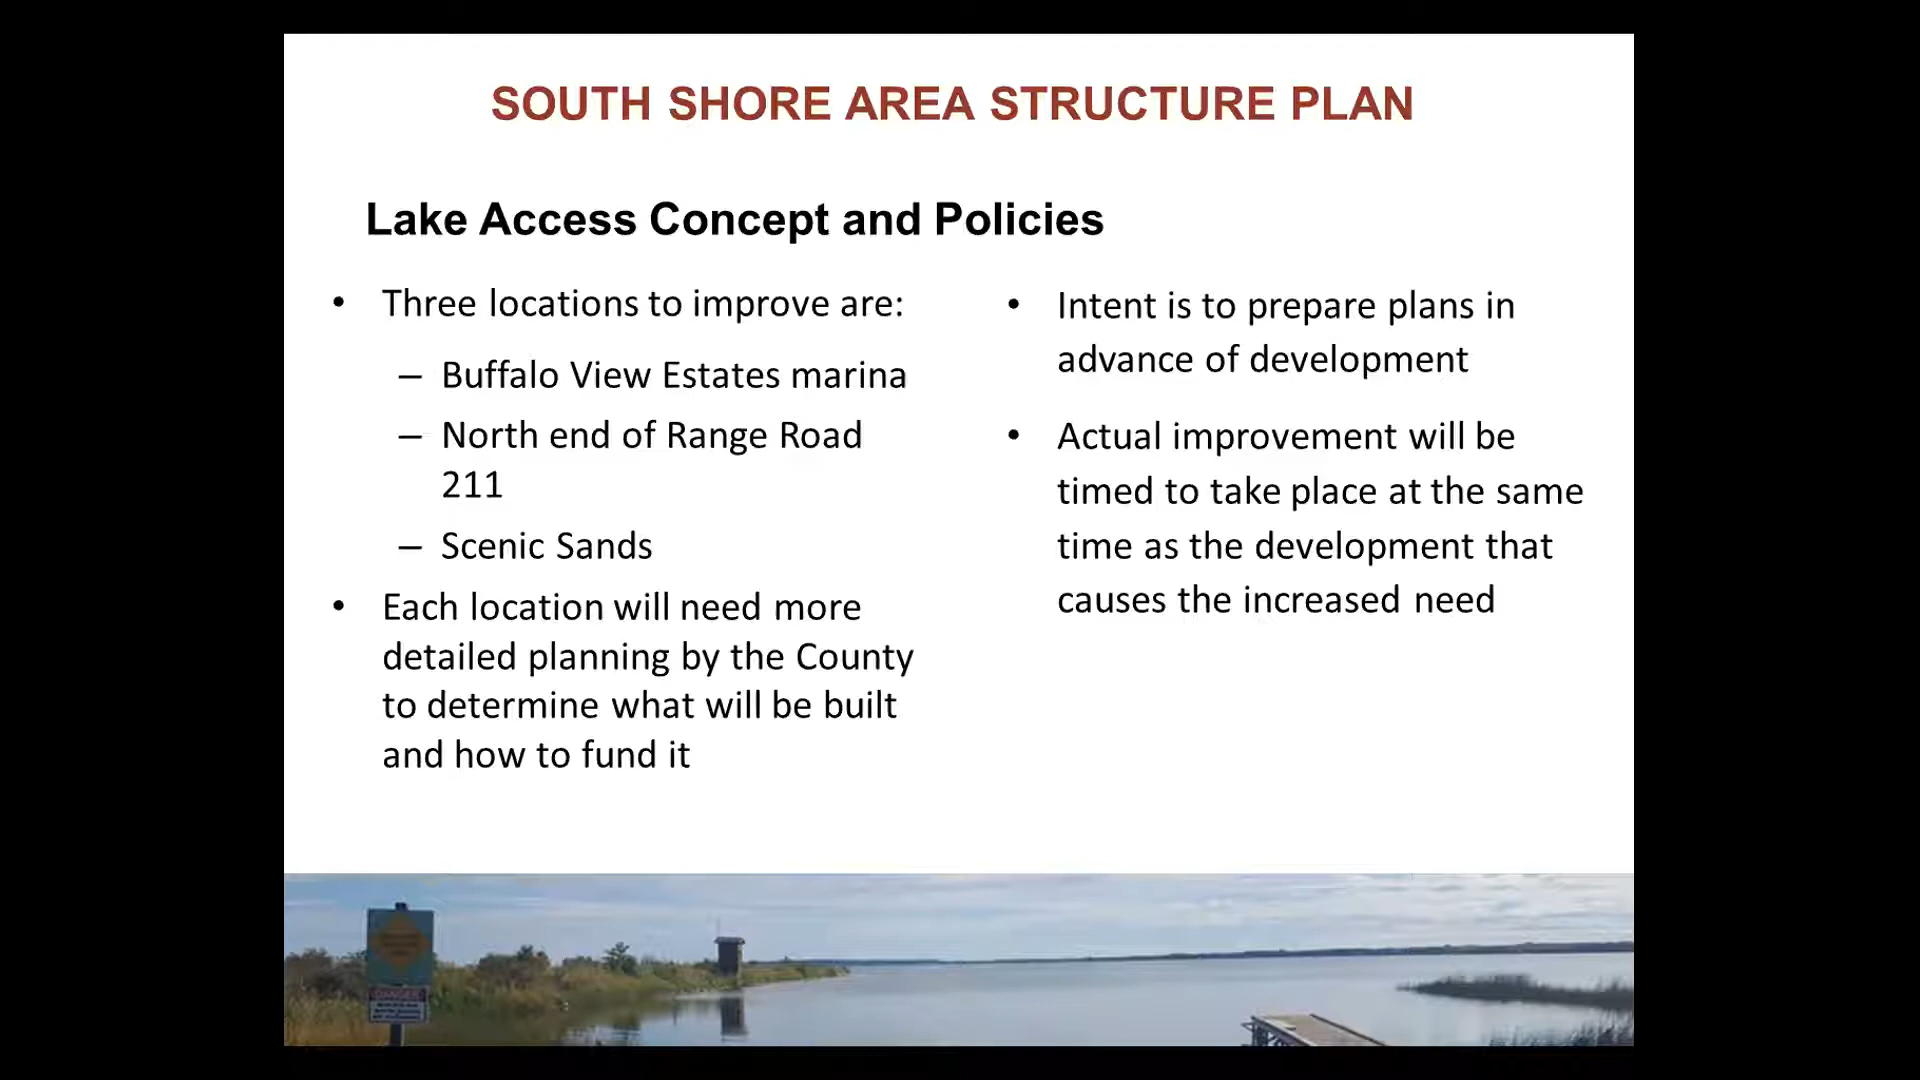 SOUTH SHORE AREA STRUCTURE PLAN
Lake Access Concept and Policies
• Three locations to improve are:
– Buffalo View Estates marina
– North end of Range Road
211
– Scenic Sands
• Each location will need more
detailed planning by the County
to determine what will be built
and how to fund it
• Intent is to prepare plans in
advance of development
• Actual improvement will be
timed to take place at the same
time as the development that
causes the increased need
DANGER